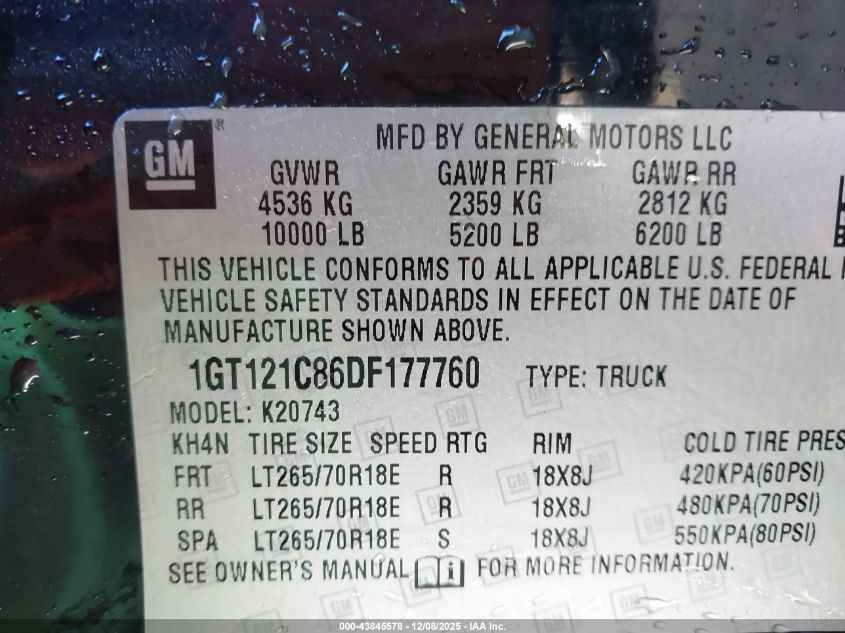 GM ®
MFD BY GENERAL MOTORS LLC
GVWR GAWR FRT GAWR RR
4536 KG 2359 KG 2812 KG
10000 LB 5200 LB 6200 LB
THIS VEHICLE CONFORMS TO ALL APPLICABLE U.S. FEDERAL
VEHICLE SAFETY STANDARDS IN EFFECT ON THE DATE OF
MANUFACTURE SHOWN ABOVE.
1GT121C86DF177760 TYPE: TRUCK
MODEL: K20743
KH4N TIRE SIZE SPEED RTG RIM COLD TIRE PRES
FRT LT265/70R18E R 18X8J 420KPA(60PSI)
RR LT265/70R18E R 18X8J 480KPA(70PSI)
SPA LT265/70R18E S 18X8J 550KPA(80PSI)
SEE OWNER'S MANUAL i FOR MORE INFORMATION.
000-43845578 - 12/08/2025 - IAA Inc.